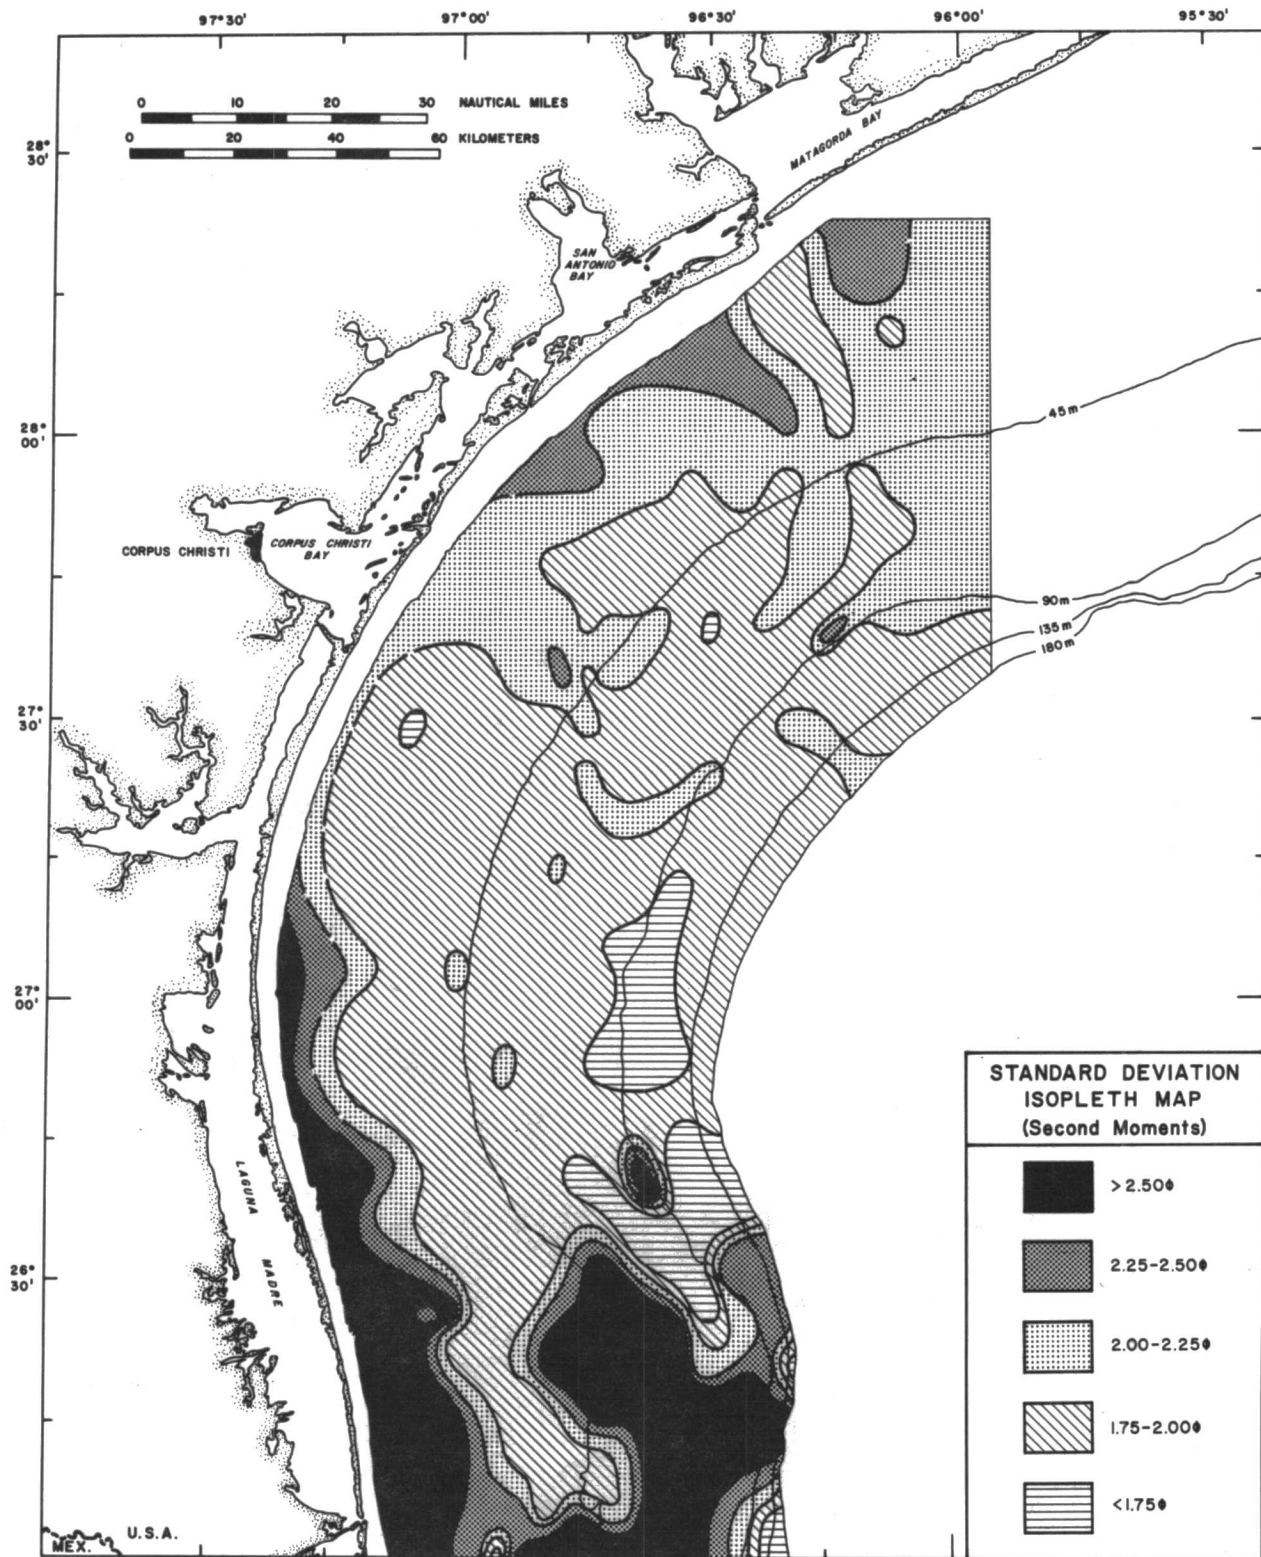 97°30' 97°00' 96°30' 96°00' 95°30'
0 10 20 30 NAUTICAL MILES
0 20 40 60 KILOMETERS
28°
30'
MATAGORDA BAY
SAN
ANTONIO
BAY
45m
28°
00'
CORPUS CHRISTI
CORPUS CHRISTI
BAY
90m
135m
180m
27°
30'
27°
00'
LAGUNA
MADRE
26°
30'
U.S.A.
MEX.
STANDARD DEVIATION
ISOPLETH MAP
(Second Moments)
>2.50ϕ
2.25-2.50ϕ
2.00-2.25ϕ
1.75-2.00ϕ
<1.75ϕ